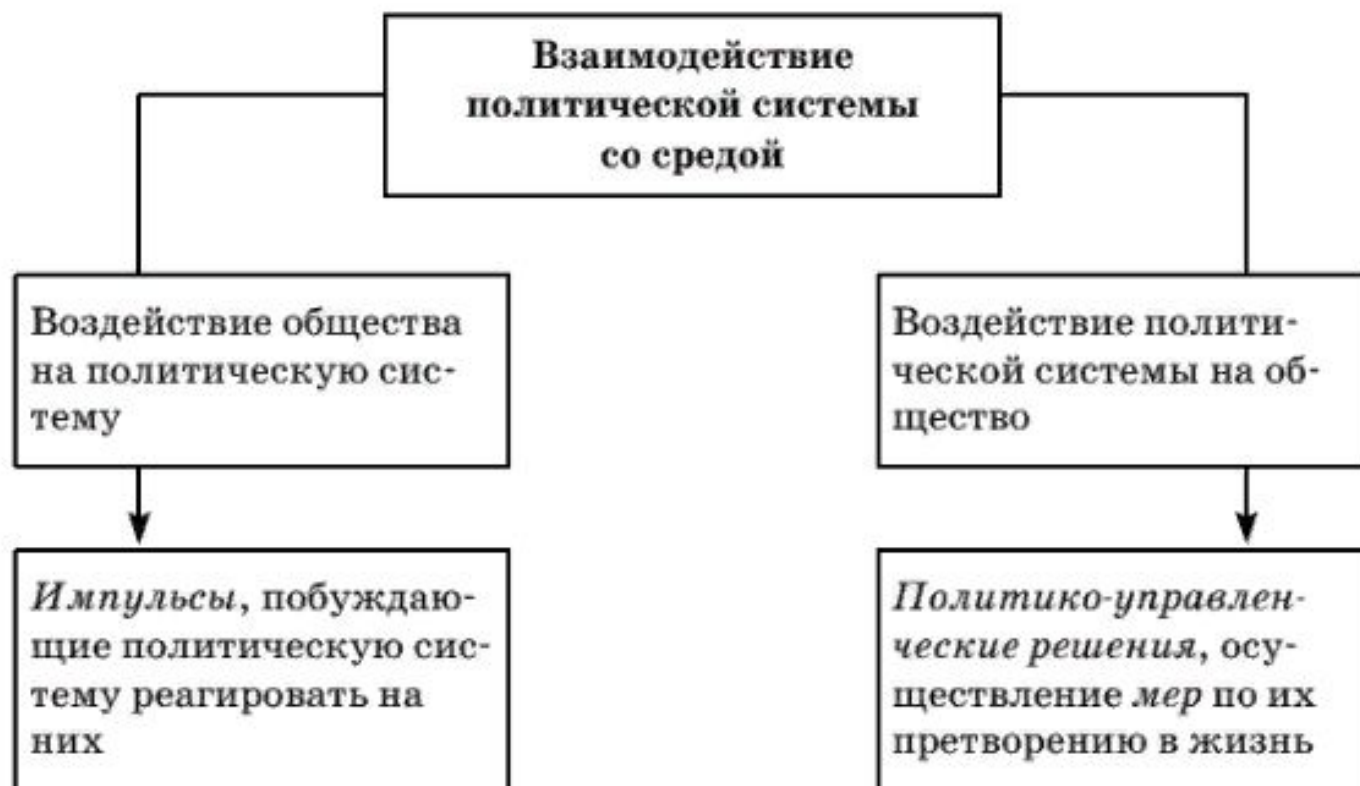 Взаимодействие
политической системы
со средой
Воздействие общества
на политическую сис-
тему
Воздействие полити-
ческой системы на об-
щество
Импульсы, побуждаю-
щие политическую сис-
тему реагировать на
них
Политико-управлен-
ческие решения, осу-
ществление мер по их
претворению в жизнь